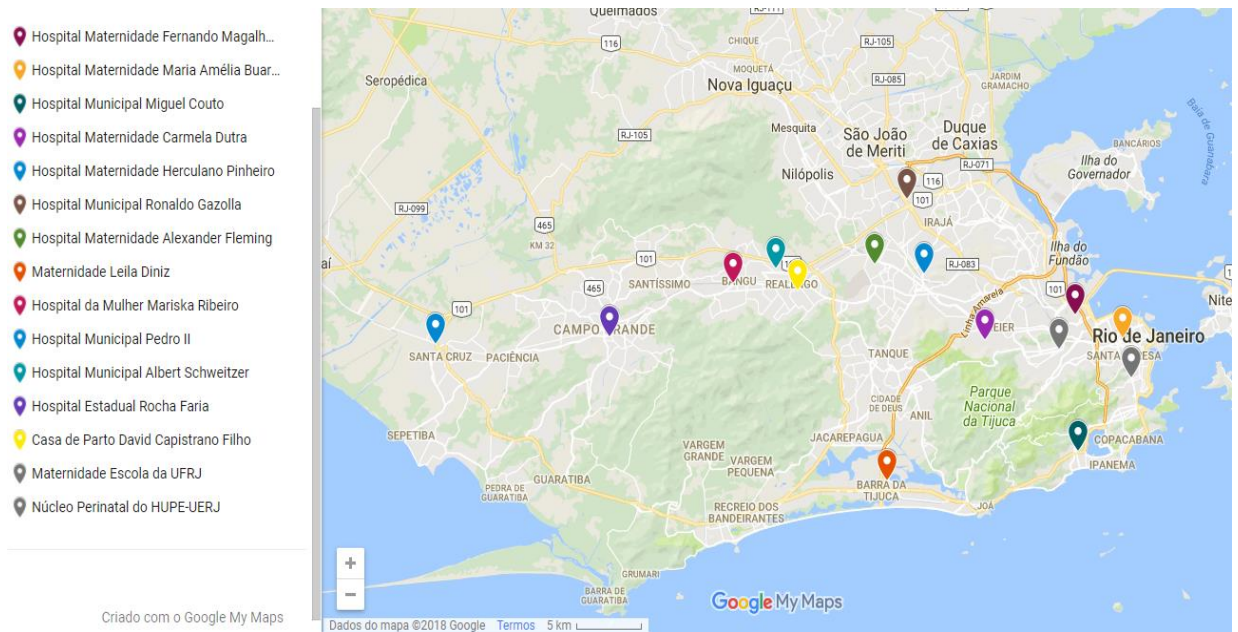 Hospital Maternidade Fernando Magalh...
Hospital Maternidade Maria Amélia Buar...
Hospital Municipal Miguel Couto
Hospital Maternidade Carmela Dutra
Hospital Maternidade Herculano Pinheiro
Hospital Municipal Ronaldo Gazolla
Hospital Maternidade Alexander Fleming
Maternidade Leila Diniz
Hospital da Mulher Mariska Ribeiro
Hospital Municipal Pedro II
Hospital Municipal Albert Schweitzer
Hospital Estadual Rocha Faria
Casa de Parto David Capistrano Filho
Maternidade Escola da UFRJ
Núcleo Perinatal do HUPE-UERJ
Criado com o Google My Maps
Queimados
RJ-111
116
CHIQUE
RJ-105
MOQUETÁ
Seropédica
Nova Iguaçu
RJ-085
JARDIM
GRAMACHO
Baía de Guanabara
RJ-105
Mesquita
São João
de Meriti
Duque
de Caxias
BANCÁRIOS
RJ-071
Ilha do
Governador
Nilópolis
116
101
RJ-099
IRAJÁ
465
KM 32
Ilha do
Fundão
101
RJ-083
aí
SANTÍSSIMO
BANGU
465
101
Linha Amarela
Nite
101
CAMPO
Rio de Janeiro
SANTA CRUZ
PACIÊNCIA
TANQUE
CIDADE
DE DEUS
ANIL
Parque
Nacional
da Tijuca
SEPETIBA
VARGEM
GRANDE
JACAREPAGUA
COPACABANA
VARGEM
PEQUENA
IPANEMA
GUARATIBA
PEDRA DE
GUARATIBA
BARRA DA
TIJUCA
RECREIO DOS
BANDEIRANTES
JOÁ
GRUMARI
BARRA DE
GUARATIBA
Google My Maps
Dados do mapa ©2018 Google Termos 5 km